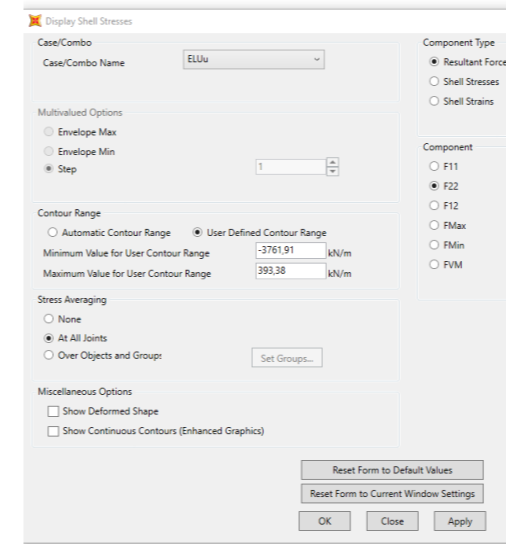 Display Shell Stresses
Case/Combo
Case/Combo Name
ELUu
Component Type
Resultant Force
Shell Stresses
Shell Strains
Multivalued Options
Envelope Max
Envelope Min
Step
1
Component
F11
F22
F12
FMax
FMin
FVM
Contour Range
Automatic Contour Range
User Defined Contour Range
Minimum Value for User Contour Range
-3761,91
kN/m
Maximum Value for User Contour Range
393,38
kN/m
Stress Averaging
None
At All Joints
Over Objects and Groups
Set Groups...
Miscellaneous Options
Show Deformed Shape
Show Continuous Contours (Enhanced Graphics)
Reset Form to Default Values
Reset Form to Current Window Settings
OK
Close
Apply